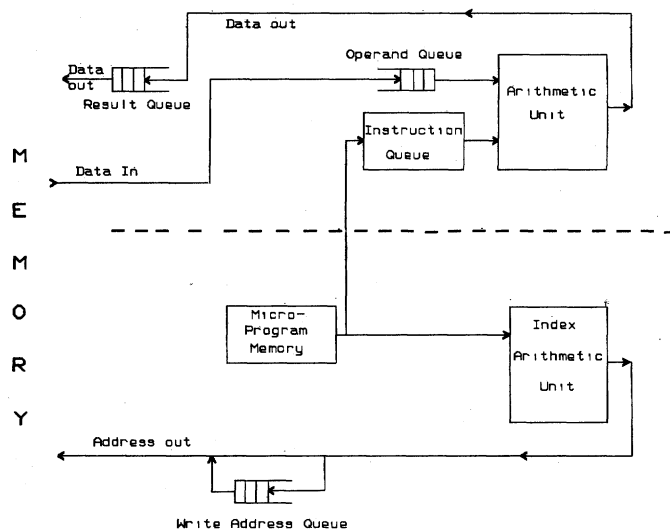 Data out
Data
out
Result Queue
Operand Queue
Arithmetic
Unit
Instruction
Queue
Data In
M
E
M
O
R
Y
Micro-
Program
Memory
Index
Arithmetic
Unit
Address out
Write Address Queue